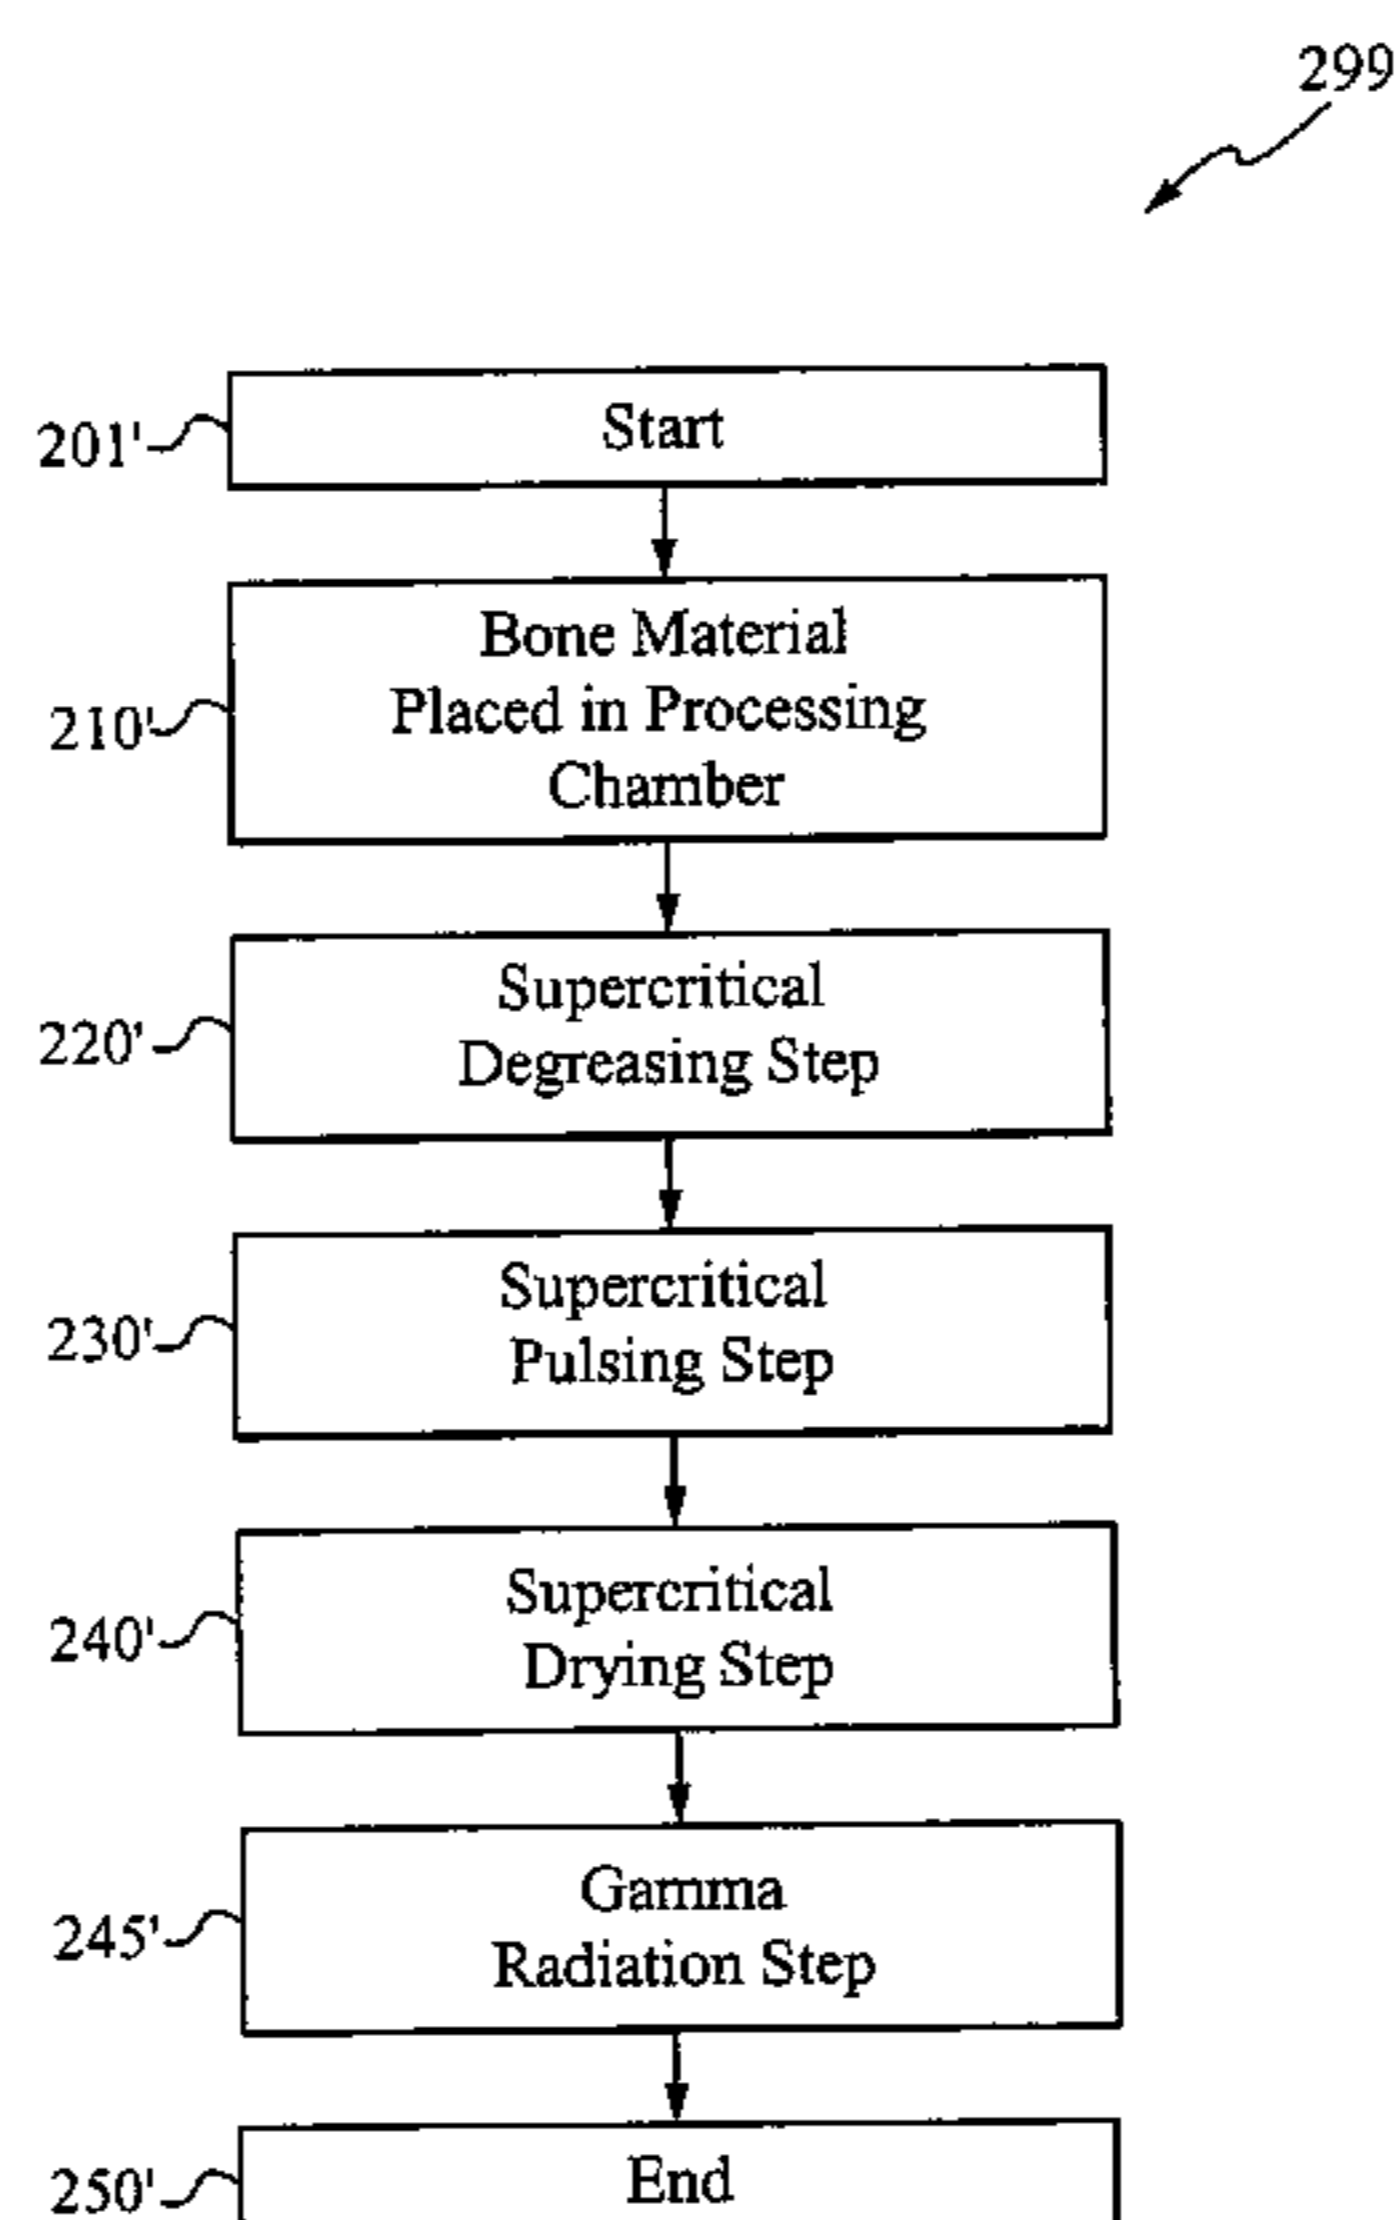 299
201'
Start
210'
Bone Material
Placed in Processing
Chamber
220'
Supercritical
Degreasing Step
230'
Supercritical
Pulsing Step
240'
Supercritical
Drying Step
245'
Gamma
Radiation Step
250'
End